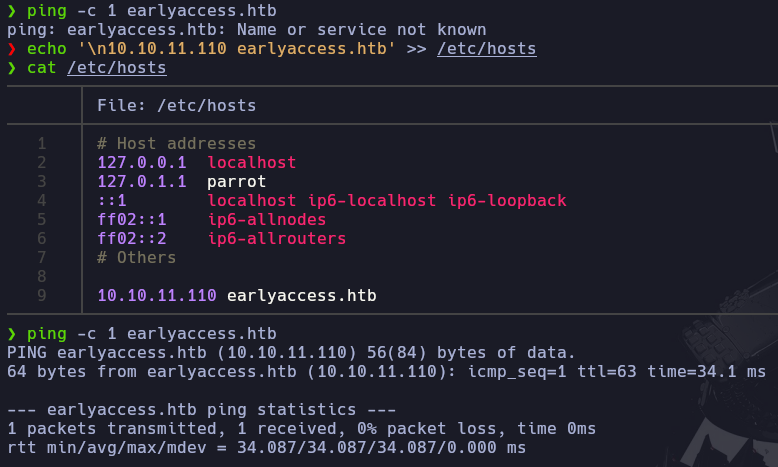 ❯ ping -c 1 earlyaccess.htb
ping: earlyaccess.htb: Name or service not known
❯ echo '\n10.10.11.110 earlyaccess.htb' >> /etc/hosts
❯ cat /etc/hosts
File: /etc/hosts
1 # Host addresses
2 127.0.0.1 localhost
3 127.0.1.1 parrot
4 ::1 localhost ip6-localhost ip6-loopback
5 ff02::1 ip6-allnodes
6 ff02::2 ip6-allrouters
7 # Others
8
9 10.10.11.110 earlyaccess.htb
❯ ping -c 1 earlyaccess.htb
PING earlyaccess.htb (10.10.11.110) 56(84) bytes of data.
64 bytes from earlyaccess.htb (10.10.11.110): icmp_seq=1 ttl=63 time=34.1 ms
--- earlyaccess.htb ping statistics ---
1 packets transmitted, 1 received, 0% packet loss, time 0ms
rtt min/avg/max/mdev = 34.087/34.087/34.087/0.000 ms